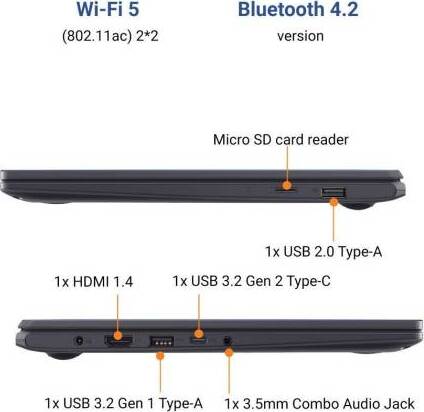 Wi-Fi 5
(802.11ac) 2*2
Bluetooth 4.2
version
Micro SD card reader
1x USB 2.0 Type-A
1x HDMI 1.4
1x USB 3.2 Gen 2 Type-C
1x USB 3.2 Gen 1 Type-A
1x 3.5mm Combo Audio Jack